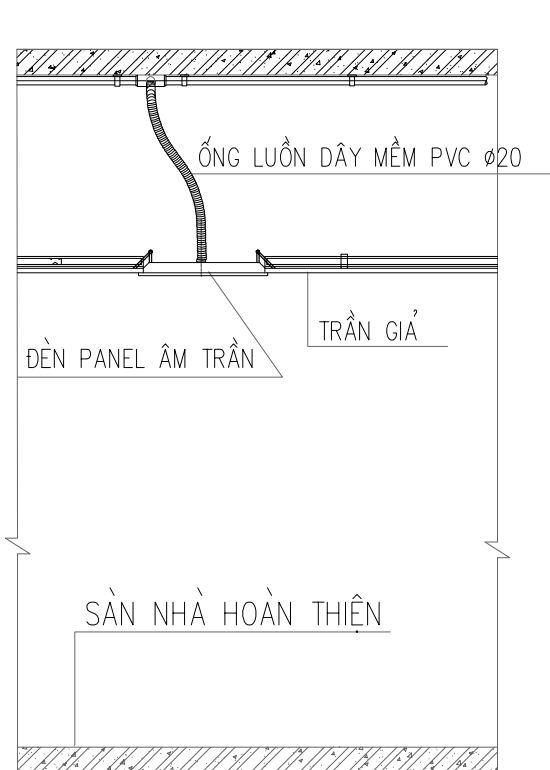 ỐNG LUỒN DÂY MỀM PVC ø20
TRẦN GIẢ
ĐÈN PANEL ÂM TRẦN
SÀN NHÀ HOÀN THIỆN